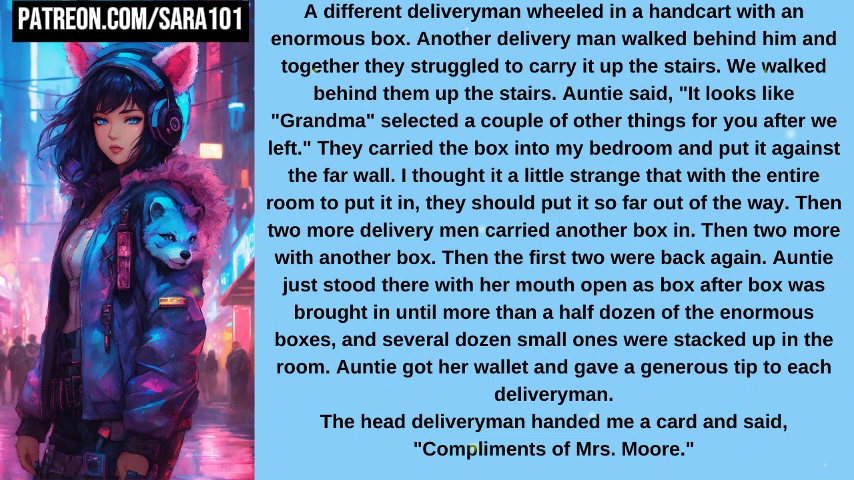 PATREON.COM/SARA101
A different deliveryman wheeled in a handcart with an
enormous box. Another delivery man walked behind him and
together they struggled to carry it up the stairs. We walked
behind them up the stairs. Auntie said, "It looks like
"Grandma" selected a couple of other things for you after we
left." They carried the box into my bedroom and put it against
the far wall. I thought it a little strange that with the entire
room to put it in, they should put it so far out of the way. Then
two more delivery men carried another box in. Then two more
with another box. Then the first two were back again. Auntie
just stood there with her mouth open as box after box was
brought in until more than a half dozen of the enormous
boxes, and several dozen small ones were stacked up in the
room. Auntie got her wallet and gave a generous tip to each
deliveryman.
The head deliveryman handed me a card and said,
"Compliments of Mrs. Moore."